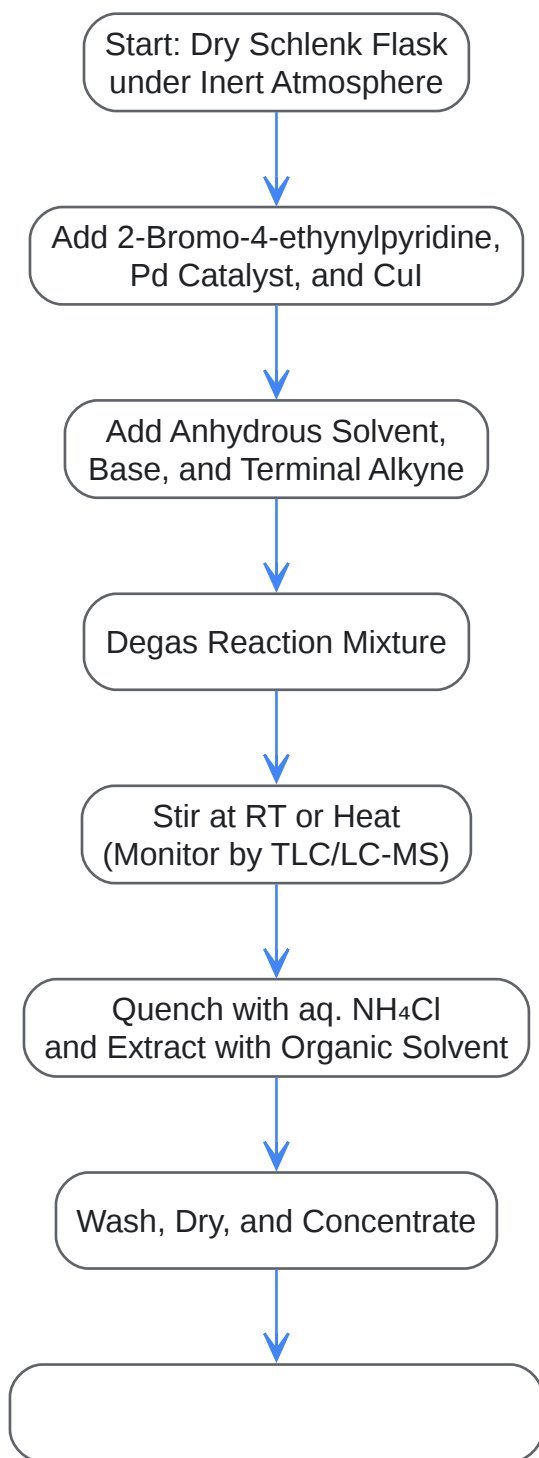 Start: Dry Schlenk Flask
under Inert Atmosphere
Add 2-Bromo-4-ethynylpyridine,
Pd Catalyst, and CuI
Add Anhydrous Solvent,
Base, and Terminal Alkyne
Degas Reaction Mixture
Stir at RT or Heat
(Monitor by TLC/LC-MS)
Quench with aq. NH₄Cl
and Extract with Organic Solvent
Wash, Dry, and Concentrate